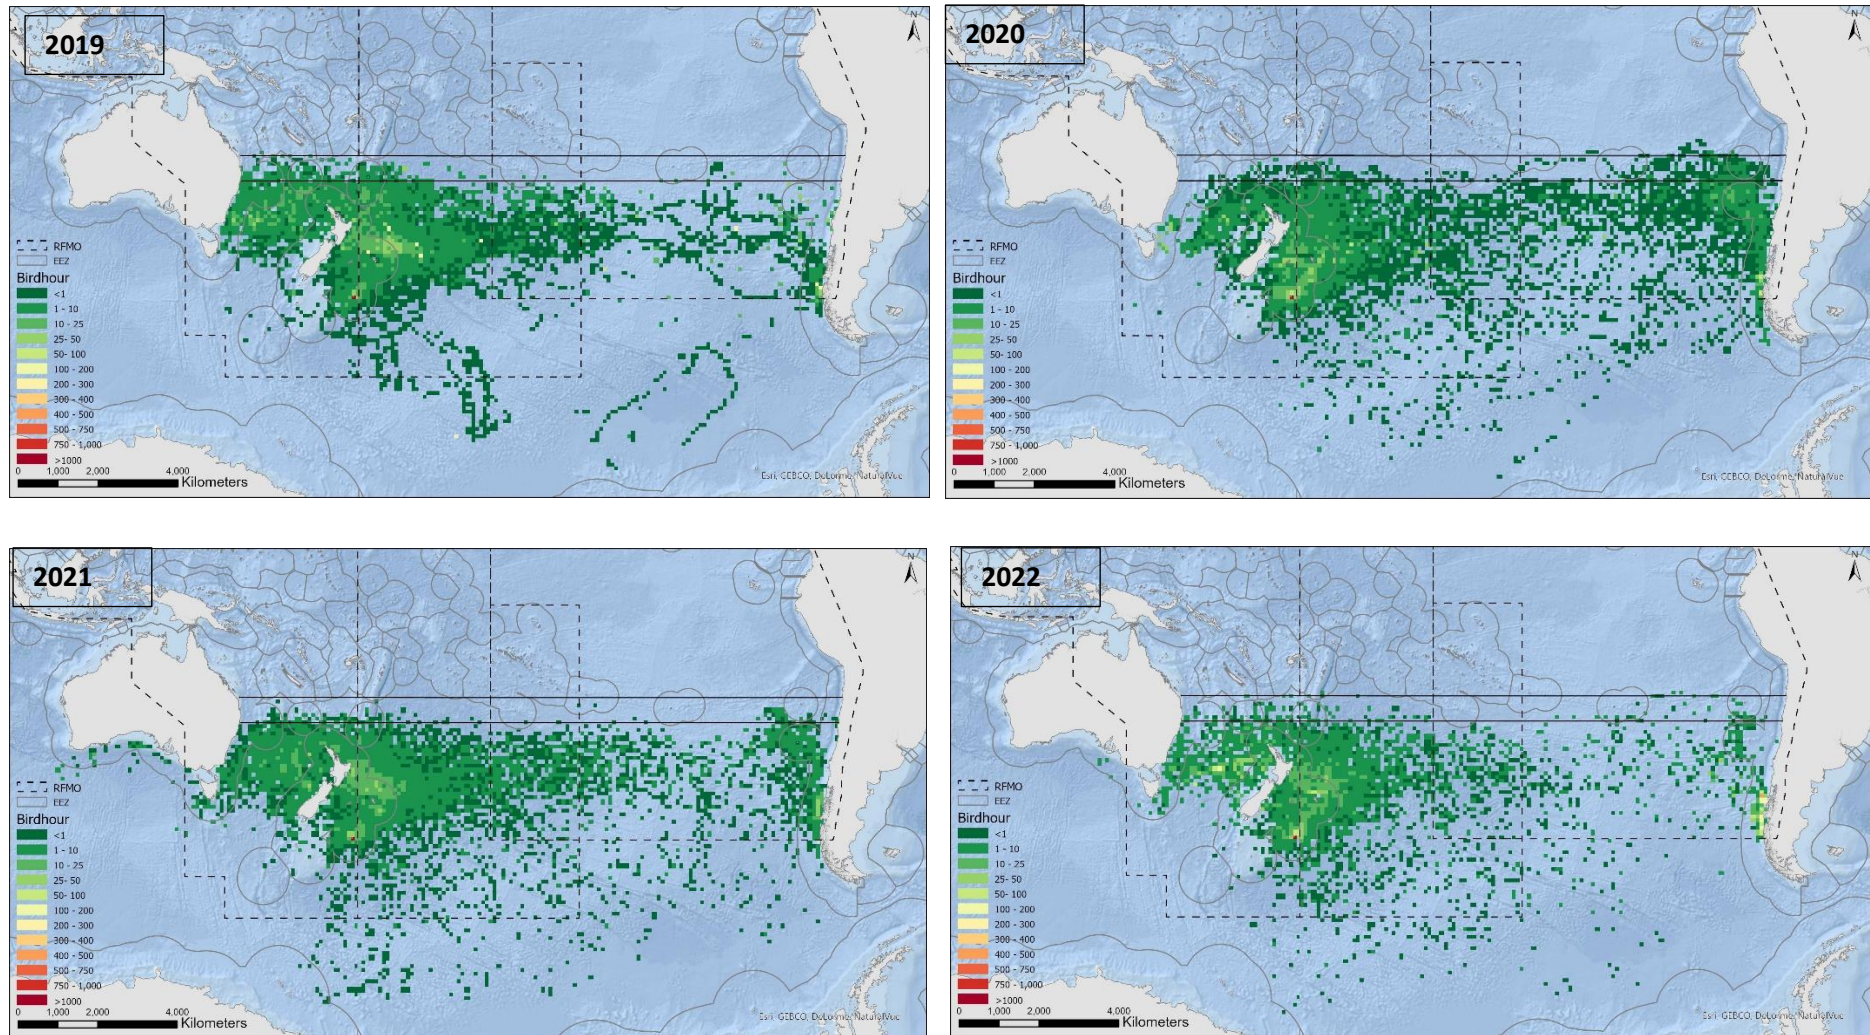 2019
N
RFMO
EEZ
Birdhour
<1
1 - 10
10 - 25
25 - 50
50- 100
100 - 200
200 - 300
300 - 400
400 - 500
500 - 750
750 - 1,000
>1000
0 1,000 2,000 4,000
Kilometers
Esri, GEBCO, DeLorme, NaturalVue
2020
N
RFMO
EEZ
Birdhour
<1
1 - 10
10 - 25
25- 50
50- 100
100 - 200
200 - 300
300 - 400
400 - 500
500 - 750
750 - 1,000
>1000
0 1,000 2,000 4,000
Kilometers
Esri, GEBCO, DeLorme, NaturalVue
2021
N
RFMO
EEZ
Birdhour
<1
1 - 10
10 - 25
25- 50
50- 100
100 - 200
200 - 300
300 - 400
400 - 500
500 - 750
750 - 1,000
>1000
0 1,000 2,000 4,000
Kilometers
Esri, GEBCO, DeLorme, NaturalVue
2022
N
RFMO
EEZ
Birdhour
<1
1 - 10
10 - 25
25 - 50
50- 100
100 - 200
200 - 300
300 - 400
400 - 500
500 - 750
750 - 1,000
>1000
0 1,000 2,000 4,000
Kilometers
Esri, GEBCO, DeLorme, NaturalVue